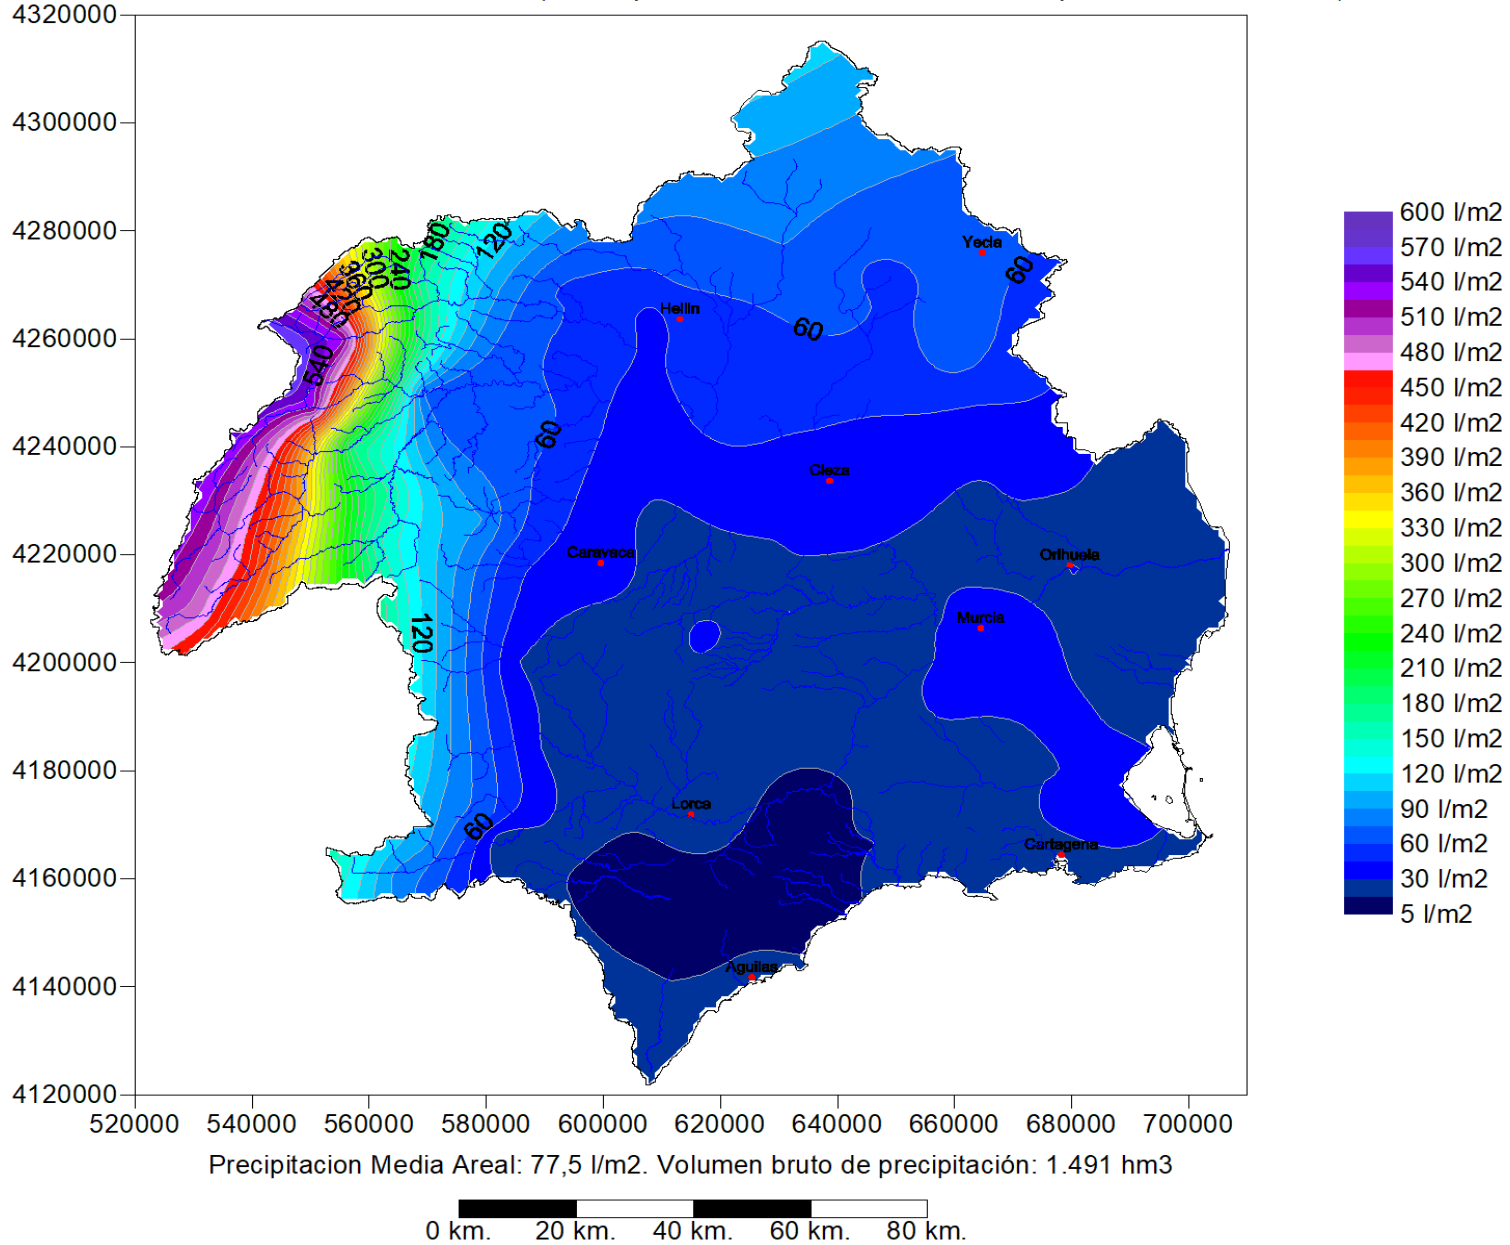 4320000
4300000
4280000
4260000
4240000
4220000
4200000
4180000
4160000
4140000
4120000
520000 540000 560000 580000 600000 620000 640000 660000 680000 700000
180
120
240
300
360
420
480
540
60
60
60
120
60
Yecla
Hellin
Cieza
Caravaca
Orihuela
Murcia
Lorca
Cartagena
Aguilas
600 l/m2
570 l/m2
540 l/m2
510 l/m2
480 l/m2
450 l/m2
420 l/m2
390 l/m2
360 l/m2
330 l/m2
300 l/m2
270 l/m2
240 l/m2
210 l/m2
180 l/m2
150 l/m2
120 l/m2
90 l/m2
60 l/m2
30 l/m2
5 l/m2
Precipitacion Media Areal: 77,5 l/m2. Volumen bruto de precipitación: 1.491 hm3
0 km. 20 km. 40 km. 60 km. 80 km.